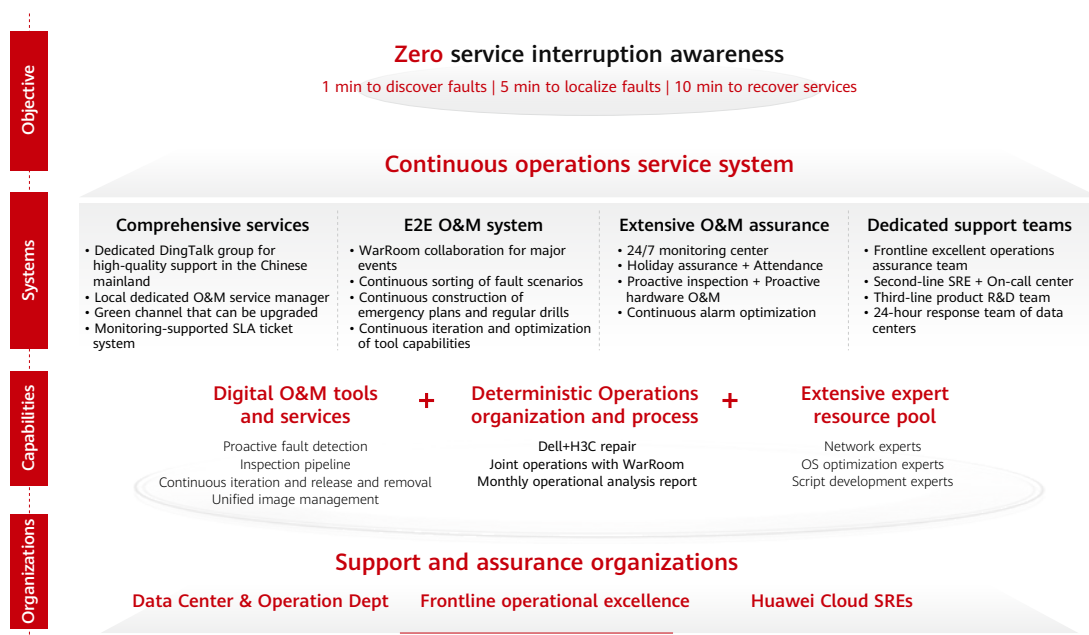 Objective
Zero service interruption awareness
1 min to discover faults | 5 min to localize faults | 10 min to recover services
Systems
Continuous operations service system
Comprehensive services
• Dedicated DingTalk group for
high-quality support in the Chinese
mainland
• Local dedicated O&M service manager
• Green channel that can be upgraded
• Monitoring-supported SLA ticket
system
E2E O&M system
• WarRoom collaboration for major
events
• Continuous sorting of fault scenarios
• Continuous construction of
emergency plans and regular drills
• Continuous iteration and optimization
of tool capabilities
Extensive O&M assurance
• 24/7 monitoring center
• Holiday assurance + Attendance
• Proactive inspection + Proactive
hardware O&M
• Continuous alarm optimization
Dedicated support teams
• Frontline excellent operations
assurance team
• Second-line SRE + On-call center
• Third-line product R&D team
• 24-hour response team of data
centers
Capabilities
Digital O&M tools
and services
Proactive fault detection
Inspection pipeline
Continuous iteration and release and removal
Unified image management
+
Deterministic Operations
organization and process
Dell+H3C repair
Joint operations with WarRoom
Monthly operational analysis report
+
Extensive expert
resource pool
Network experts
OS optimization experts
Script development experts
Organizations
Support and assurance organizations
Data Center & Operation Dept
Frontline operational excellence
Huawei Cloud SREs